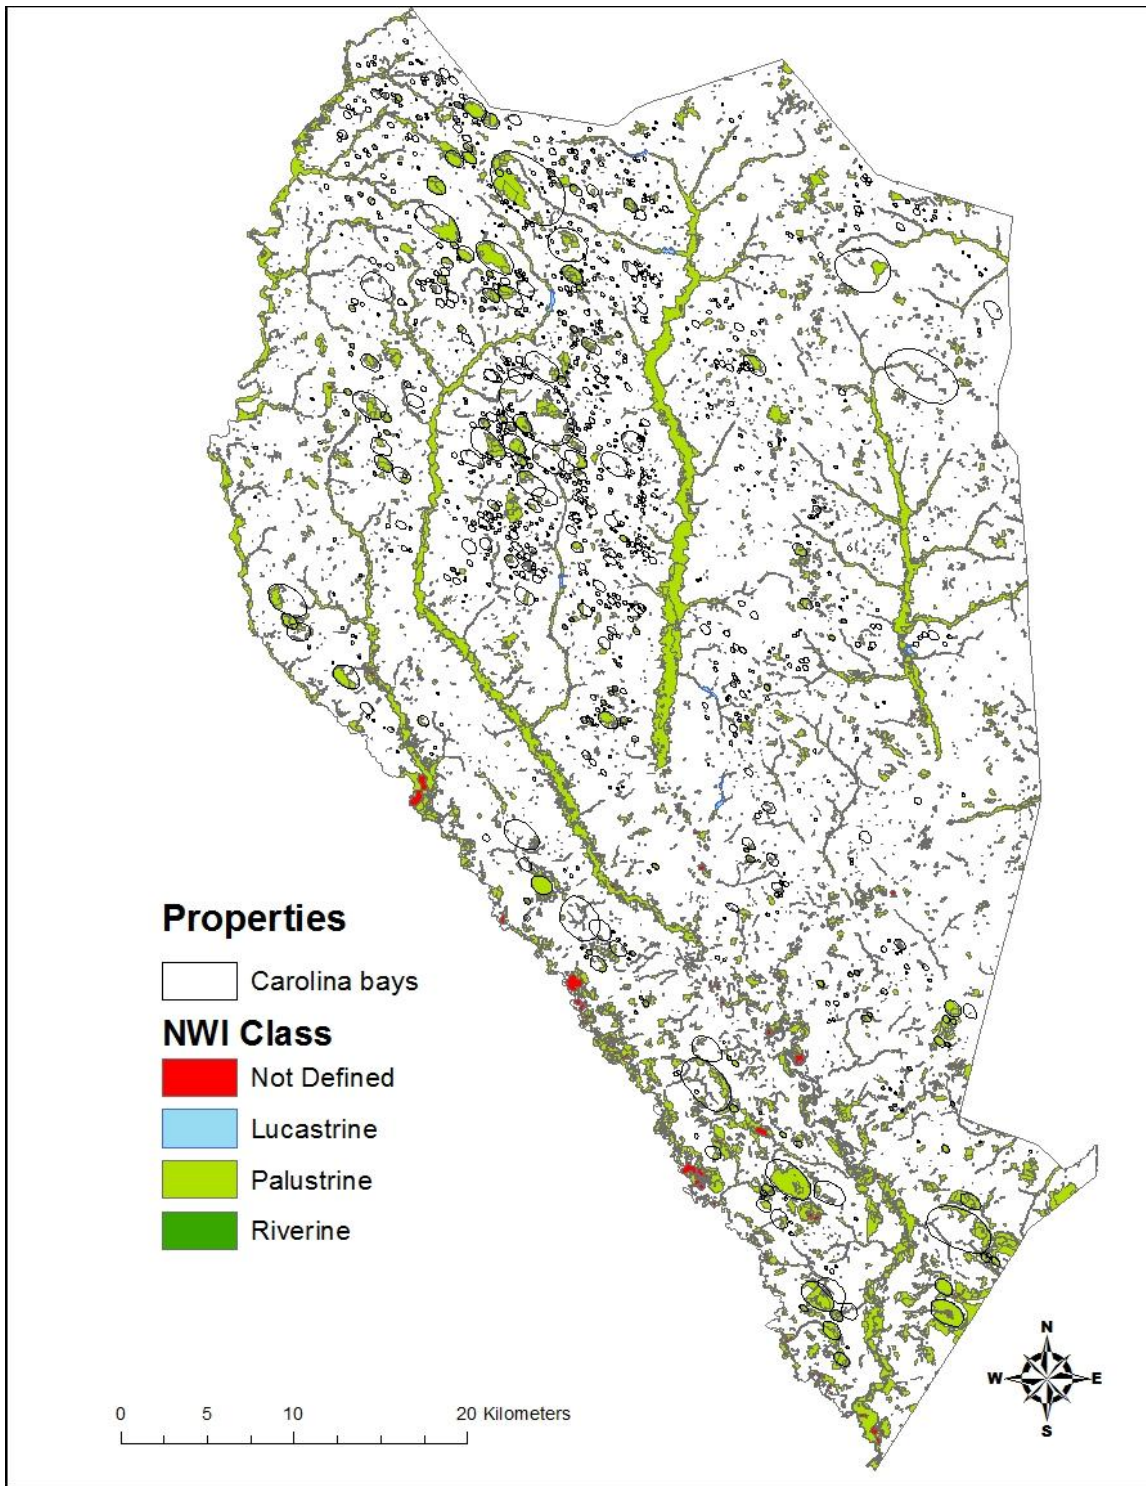 Properties
Carolina bays
NWI Class
Not Defined
Lucastrine
Palustrine
Riverine
0 5 10 20 Kilometers
N
W E
S